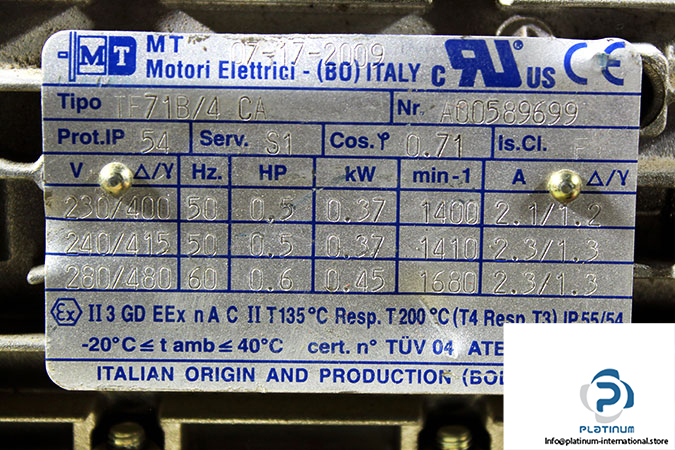 MT MT 07-17-2009
Motori Elettrici - (BO) ITALY C UR US CE
Tipo TF71B/4 CA Nr. A00589699
Prot.IP 54 Serv. S1 Cos.φ 0.71 Is.Cl. F
V Δ/Y Hz. HP kW min-1 A Δ/Y
230/400 50 0.5 0.37 1400 2.1/1.2
240/415 50 0.5 0.37 1410 2.3/1.3
280/480 60 0.6 0.45 1680 2.3/1.3
Ex II 3 GD EEx n A C II T135°C Resp. T200°C (T4 Resp. T3) IP 55/54
-20°C ≤ t amb ≤ 40°C cert. n° TÜV 04 ATE
ITALIAN ORIGIN AND PRODUCTION (BO
PLATINUM
Info@platinum-international.store